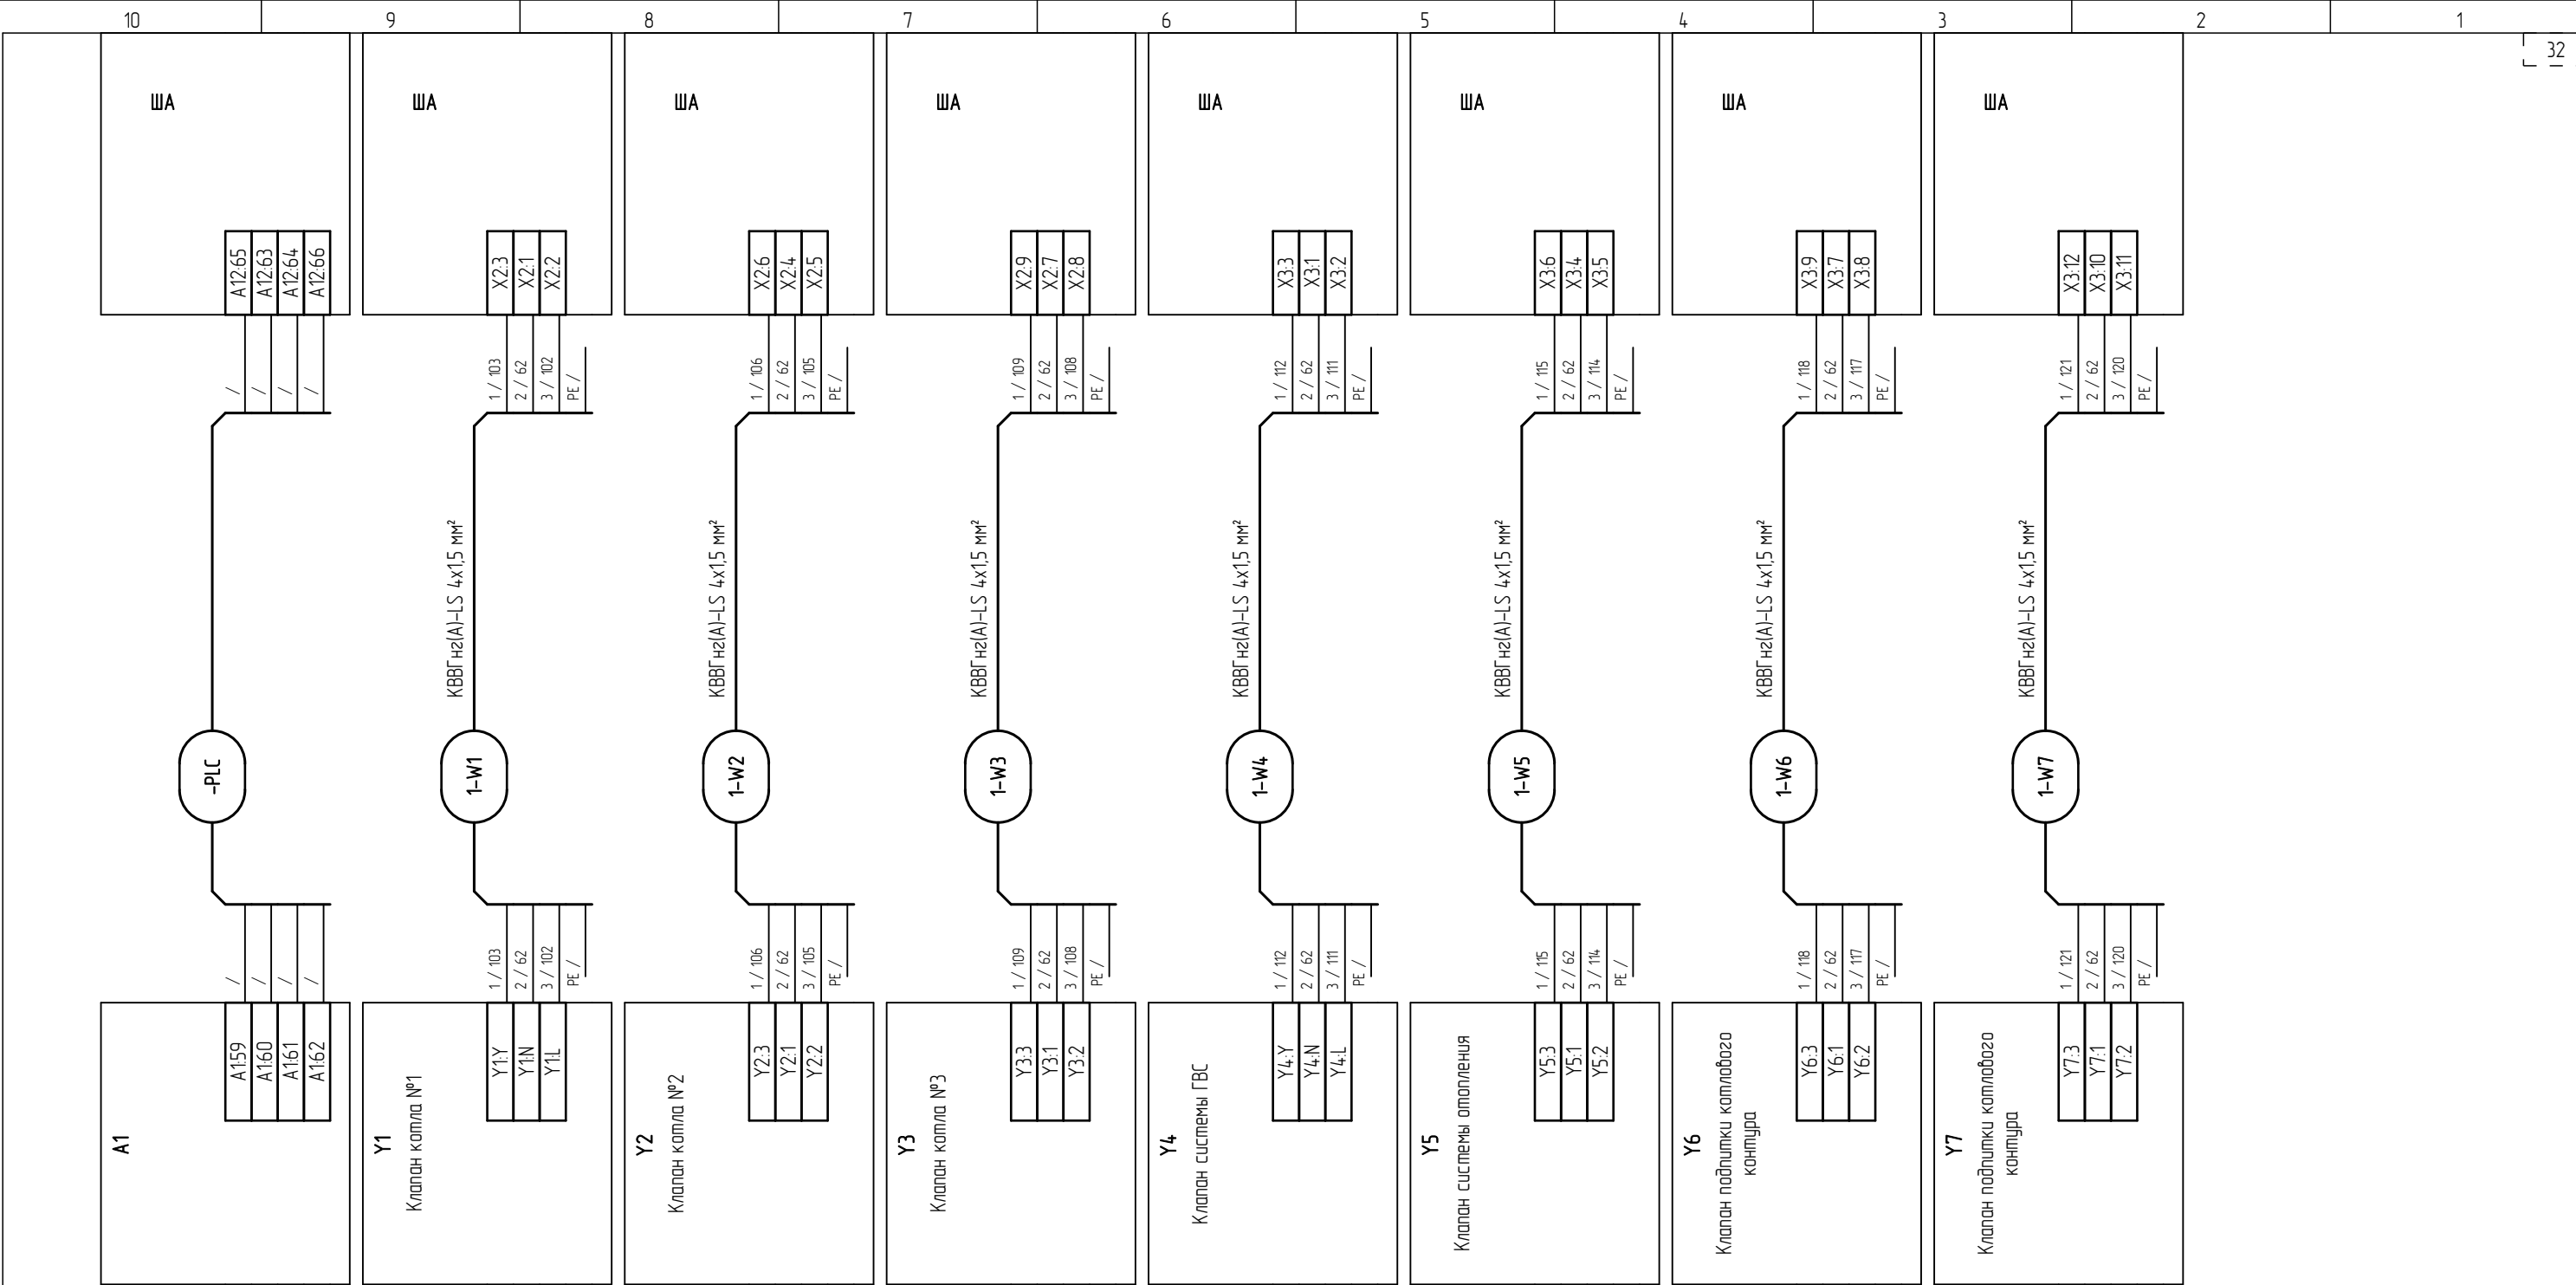 10 9 8 7 6 5 4 3 2 1
32
ША ША ША ША ША ША ША ША
A12:65 A12:63 A12:64 A12:66
X2:3 X2:1 X2:2
X2:6 X2:4 X2:5
X2:9 X2:7 X2:8
X3:3 X3:1 X3:2
X3:6 X3:4 X3:5
X3:9 X3:7 X3:8
X3:12 X3:10 X3:11
/ / / /
1 / 103 2 / 62 3 / 102 PE /
1 / 106 2 / 62 3 / 105 PE /
1 / 109 2 / 62 3 / 108 PE /
1 / 112 2 / 62 3 / 111 PE /
1 / 115 2 / 62 3 / 114 PE /
1 / 118 2 / 62 3 / 117 PE /
1 / 121 2 / 62 3 / 120 PE /
КВВГнг(А)-LS 4x1,5 мм²
КВВГнг(А)-LS 4x1,5 мм²
КВВГнг(А)-LS 4x1,5 мм²
КВВГнг(А)-LS 4x1,5 мм²
КВВГнг(А)-LS 4x1,5 мм²
КВВГнг(А)-LS 4x1,5 мм²
КВВГнг(А)-LS 4x1,5 мм²
-PLC
1-W1
1-W2
1-W3
1-W4
1-W5
1-W6
1-W7
/ / / /
1 / 103 2 / 62 3 / 102 PE /
1 / 106 2 / 62 3 / 105 PE /
1 / 109 2 / 62 3 / 108 PE /
1 / 112 2 / 62 3 / 111 PE /
1 / 115 2 / 62 3 / 114 PE /
1 / 118 2 / 62 3 / 117 PE /
1 / 121 2 / 62 3 / 120 PE /
A1:59 A1:60 A1:61 A1:62
Y1:Y Y1:N Y1:L
Y2:3 Y2:1 Y2:2
Y3:3 Y3:1 Y3:2
Y4:Y Y4:N Y4:L
Y5:3 Y5:1 Y5:2
Y6:3 Y6:1 Y6:2
Y7:3 Y7:1 Y7:2
A1
Y1
Клапан котла №1
Y2
Клапан котла №2
Y3
Клапан котла №3
Y4
Клапан системы ГВС
Y5
Клапан системы отопления
Y6
Клапан подпитки котлового
контура
Y7
Клапан подпитки котлового
контура